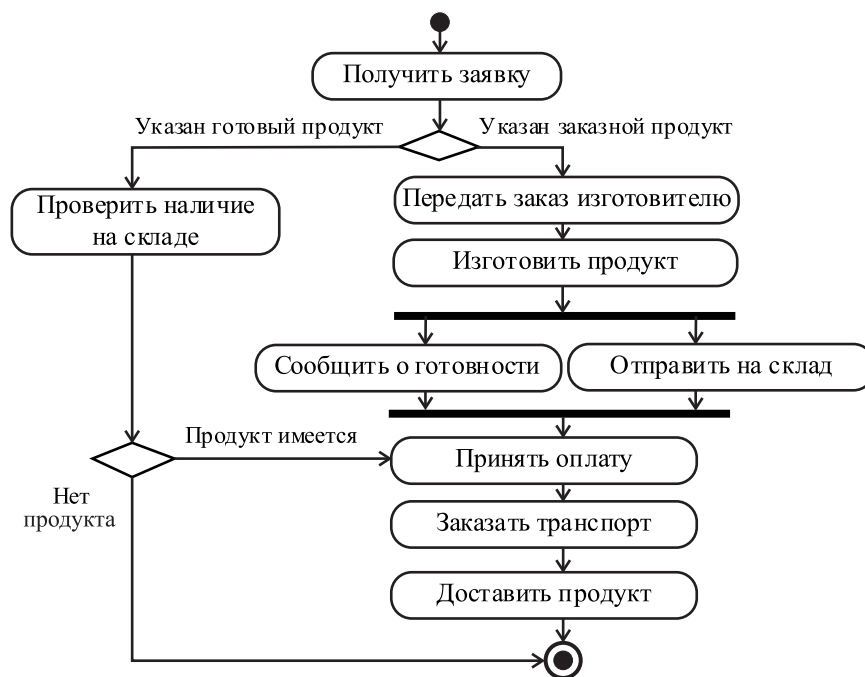 Получить заявку
Указан готовый продукт
Указан заказной продукт
Проверить наличие
на складе
Передать заказ изготовителю
Изготовить продукт
Сообщить о готовности
Отправить на склад
Продукт имеется
Принять оплату
Нет
продукта
Заказать транспорт
Доставить продукт